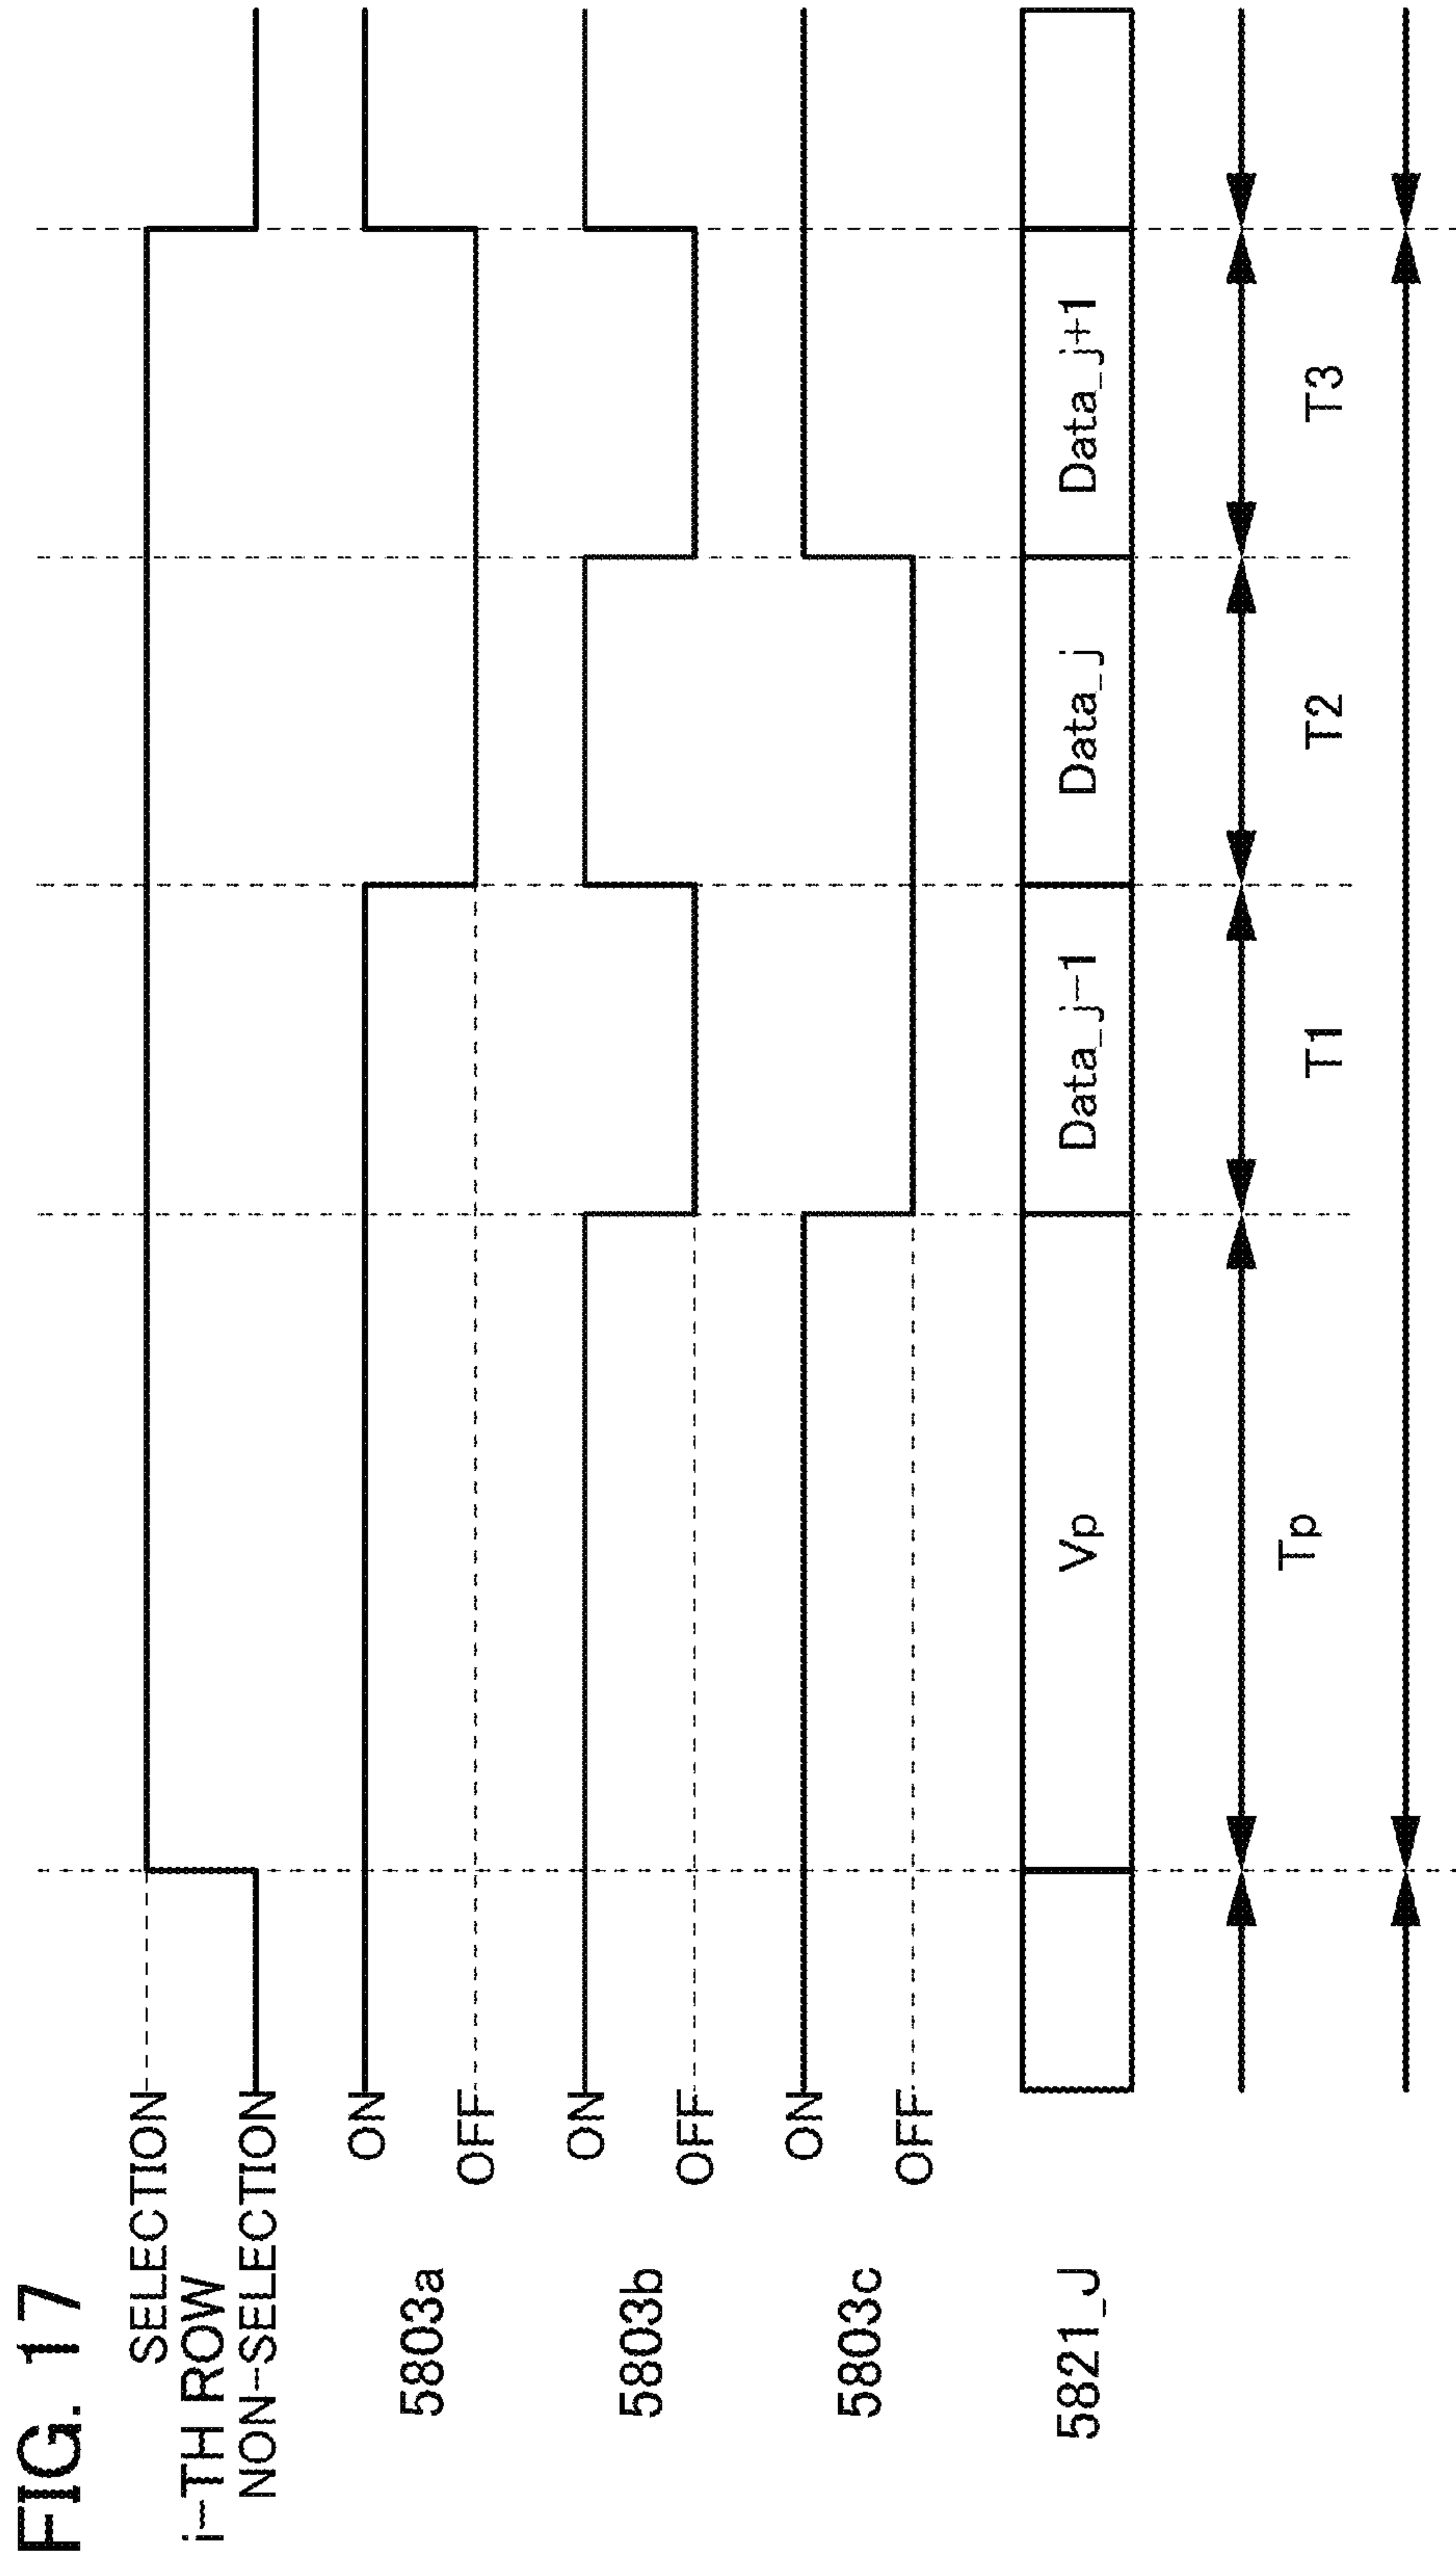 FIG. 17
SELECTION
i-TH ROW
NON-SELECTION
ON
5803a
OFF
ON
5803b
OFF
ON
5803c
OFF
5821_J
Vp
Data_j-1
Data_j
Data_j+1
Tp
T1
T2
T3